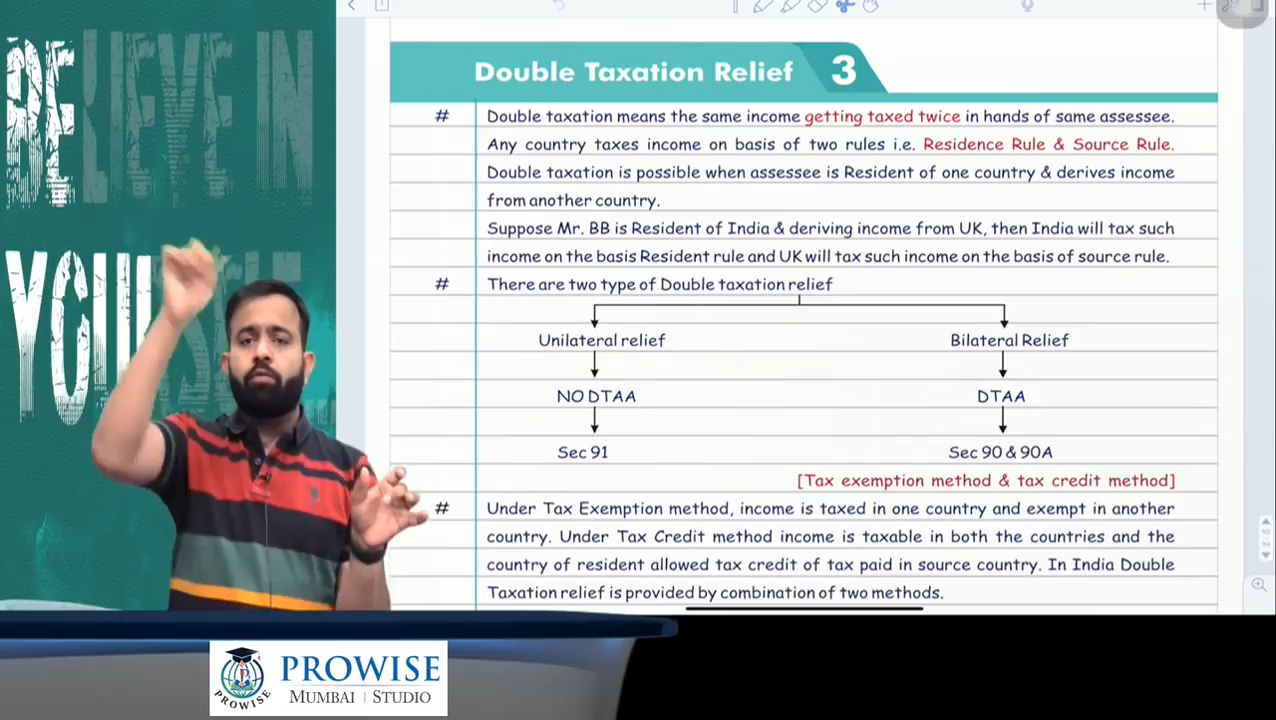 BELIEVE IN
Double Taxation Relief 3
# Double taxation means the same income getting taxed twice in hands of same assessee.
Any country taxes income on basis of two rules i.e. Residence Rule & Source Rule.
Double taxation is possible when assessee is Resident of one country & derives income
from another country.
Suppose Mr. BB is Resident of India & deriving income from UK, then India will tax such
income on the basis Resident rule and UK will tax such income on the basis of source rule.
# There are two type of Double taxation relief
Unilateral relief Bilateral Relief
NO DTAA DTAA
Sec 91 Sec 90 & 90A
[Tax exemption method & tax credit method]
# Under Tax Exemption method, income is taxed in one country and exempt in another
country. Under Tax Credit method income is taxable in both the countries and the
country of resident allowed tax credit of tax paid in source country. In India Double
Taxation relief is provided by combination of two methods.
PROWISE
PROWISE
MUMBAI | STUDIO